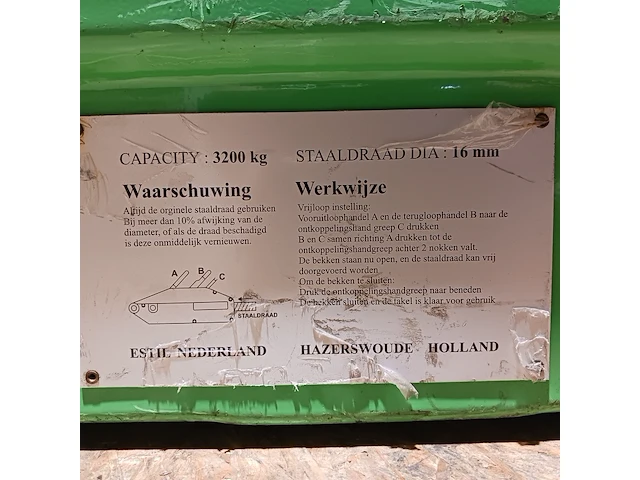 CAPACITY : 3200 kg
STAALDRAAD DIA : 16 mm
Waarschuwing
Altijd de orginele staaldraad gebruiken
Bij meer dan 10% afwijking van de
diameter, of als de draad beschadigd
is deze onmiddelijk vernieuwen.
A
B
C
STAALDRAAD
Werkwijze
Vrijloop instelling:
Vooruitloophandel A en de terugloophandel B naar de
ontkoppelingshand greep C drukken
B en C samen richting A drukken tot de
ontkoppelingshandgreep achter 2 nokken valt.
De bekken staan nu open, en de staaldraad kan vrij
doorgevoerd worden
Om de bekken te sluiten:
Druk de ontkoppelingshandgreep naar beneden
De bekken sluiten en de takel is klaar voor gebruik
ESTIL NEDERLAND
HAZERSWOUDE HOLLAND